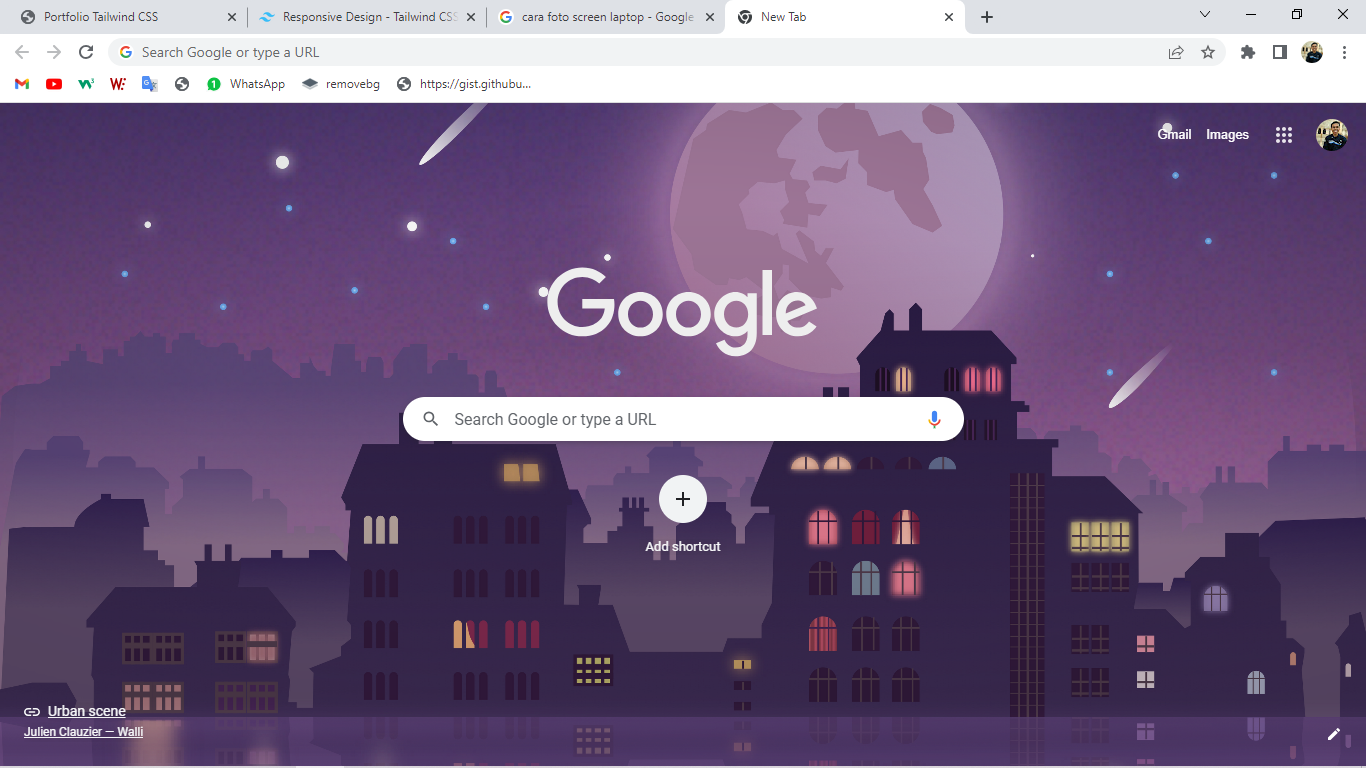 Portfolio Tailwind CSS
Responsive Design - Tailwind CSS
cara foto screen laptop - Google
New Tab
Search Google or type a URL
WhatsApp
removebg
https://gist.githubu...
Gmail
Images
Google
Search Google or type a URL
Add shortcut
Urban scene
Julien Clauzier — Walli